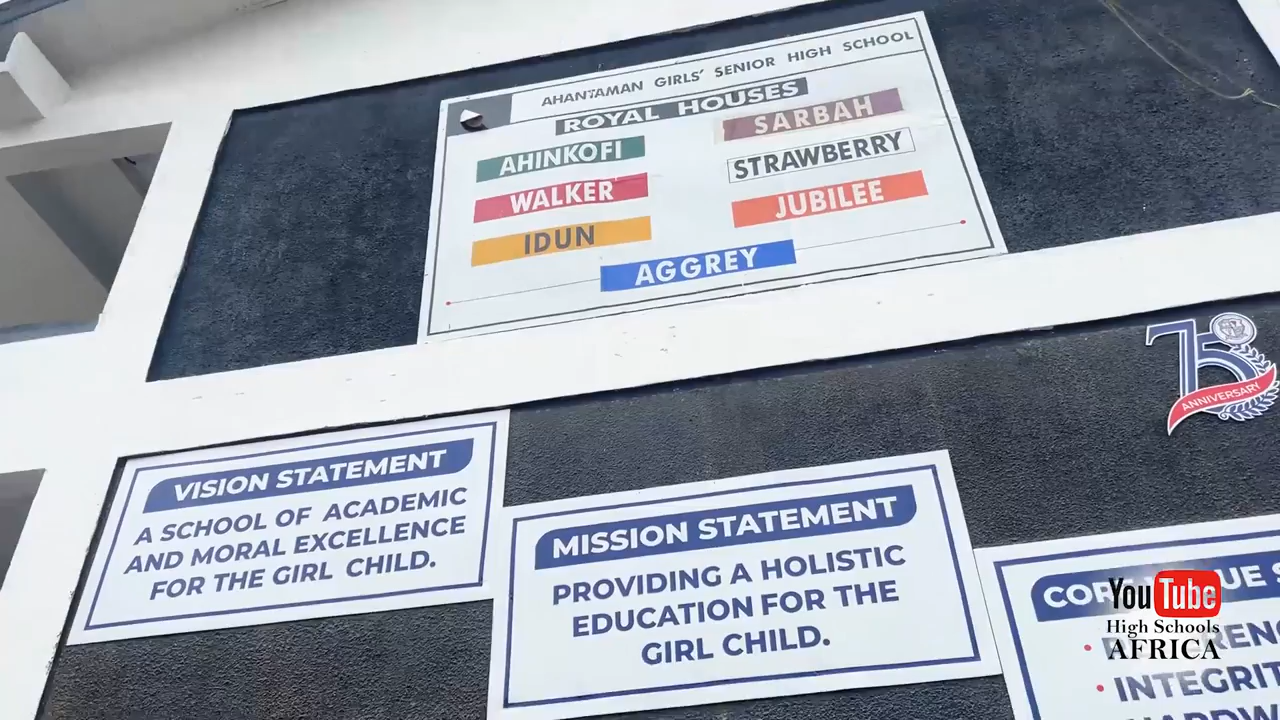 AHANTAMAN GIRLS' SENIOR HIGH SCHOOL
ROYAL HOUSES
AHINKOFI
SARBAH
WALKER
STRAWBERRY
IDUN
JUBILEE
AGGREY
75
ANNIVERSARY
VISION STATEMENT
A SCHOOL OF ACADEMIC
AND MORAL EXCELLENCE
FOR THE GIRL CHILD.
MISSION STATEMENT
PROVIDING A HOLISTIC
EDUCATION FOR THE
GIRL CHILD.
YouTube
High Schools
AFRICA